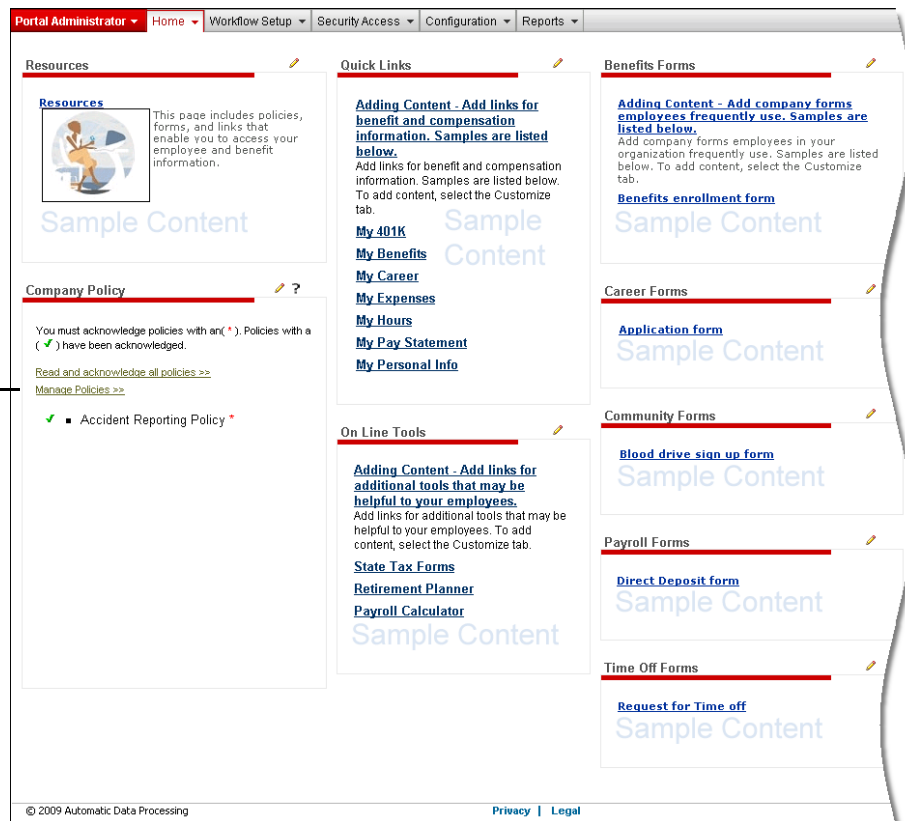 Portal Administrator Home Workflow Setup Security Access Configuration Reports
Resources
Resources
This page includes policies,
forms, and links that
enable you to access your
employee and benefit
information.
Sample Content
Company Policy ?
You must acknowledge policies with an( * ). Policies with a
( ✓ ) have been acknowledged.
Read and acknowledge all policies >>
Manage Policies >>
✓ ▪ Accident Reporting Policy *
Quick Links
Adding Content - Add links for
benefit and compensation
information. Samples are listed
below.
Add links for benefit and compensation
information. Samples are listed below.
To add content, select the Customize
tab.
Sample
Content
My 401K
My Benefits
My Career
My Expenses
My Hours
My Pay Statement
My Personal Info
On Line Tools
Adding Content - Add links for
additional tools that may be
helpful to your employees.
Add links for additional tools that may be
helpful to your employees. To add
content, select the Customize tab.
State Tax Forms
Retirement Planner
Payroll Calculator
Sample Content
Benefits Forms
Adding Content - Add company forms
employees frequently use. Samples are
listed below.
Add company forms employees in your
organization frequently use. Samples are listed
below. To add content, select the Customize
tab.
Benefits enrollment form
Sample Content
Career Forms
Application form
Sample Content
Community Forms
Blood drive sign up form
Sample Content
Payroll Forms
Direct Deposit form
Sample Content
Time Off Forms
Request for Time off
Sample Content
© 2009 Automatic Data Processing
Privacy | Legal